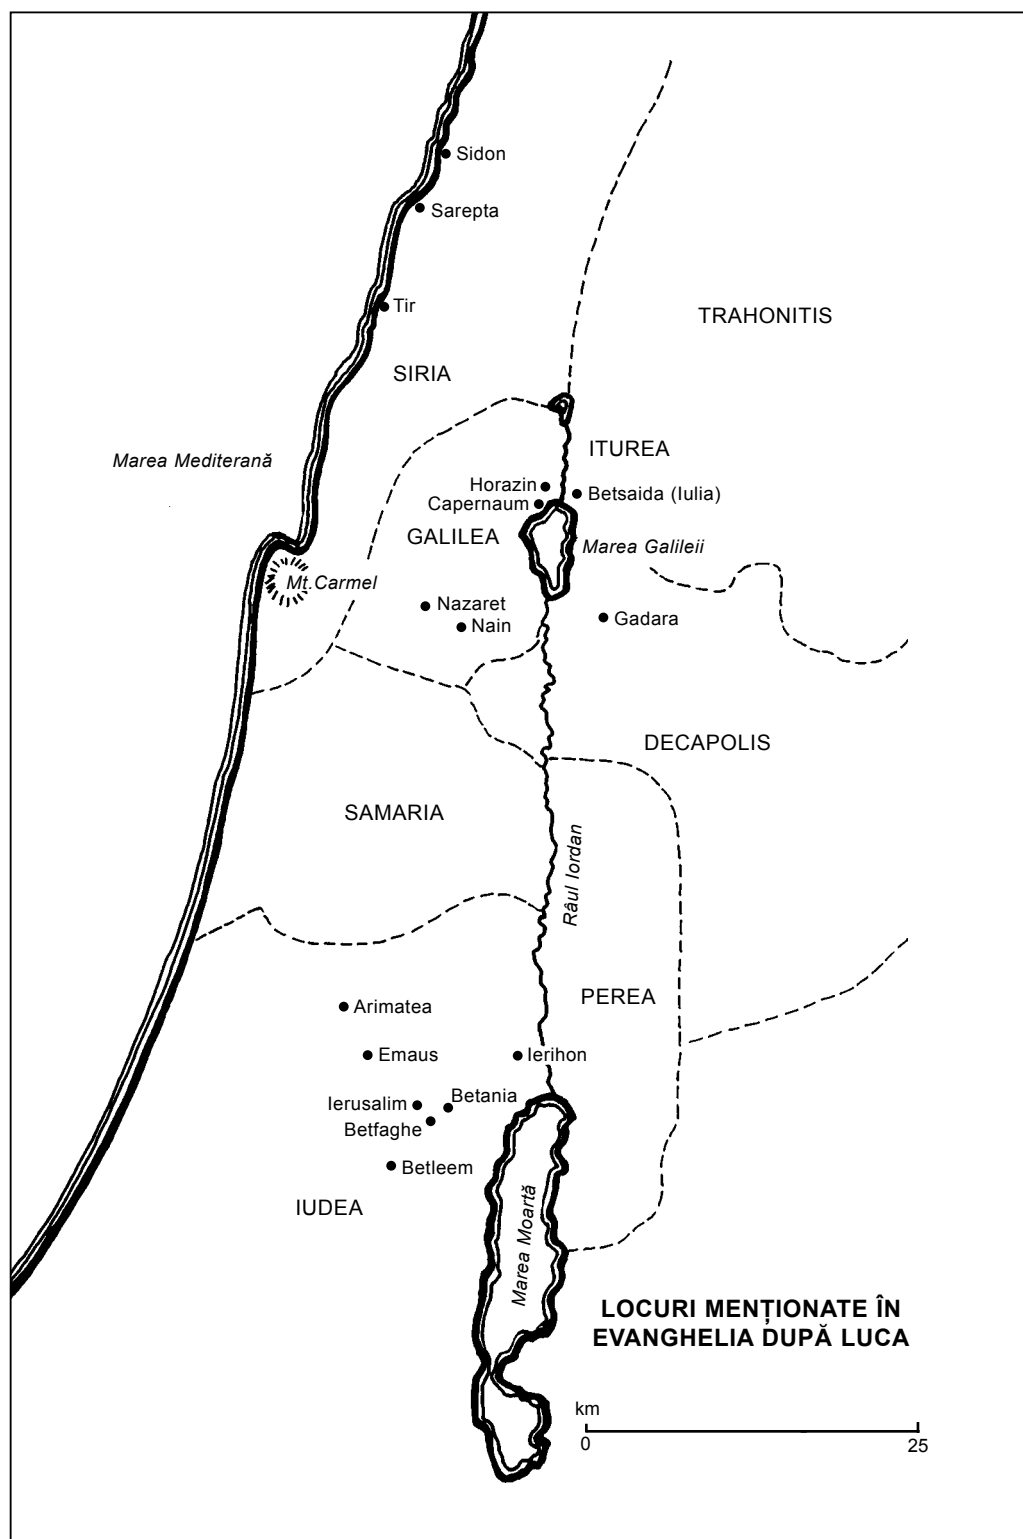 Sidon
Sarepta
Tir
TRAHONITIS
SIRIA
Marea Mediterană
ITUREA
Horazin
Betsaida (Iulia)
Capernaum
GALILEA
Marea Galileii
Mt.Carmel
Nazaret
Nain
Gadara
DECAPOLIS
SAMARIA
Râul Iordan
PEREA
Arimatea
Emaus
Ierihon
Betania
Ierusalim
Betfaghe
Betleem
IUDEA
Marea Moartă
LOCURI MENȚIONATE ÎN
EVANGHELIA DUPĂ LUCA
km
0
25